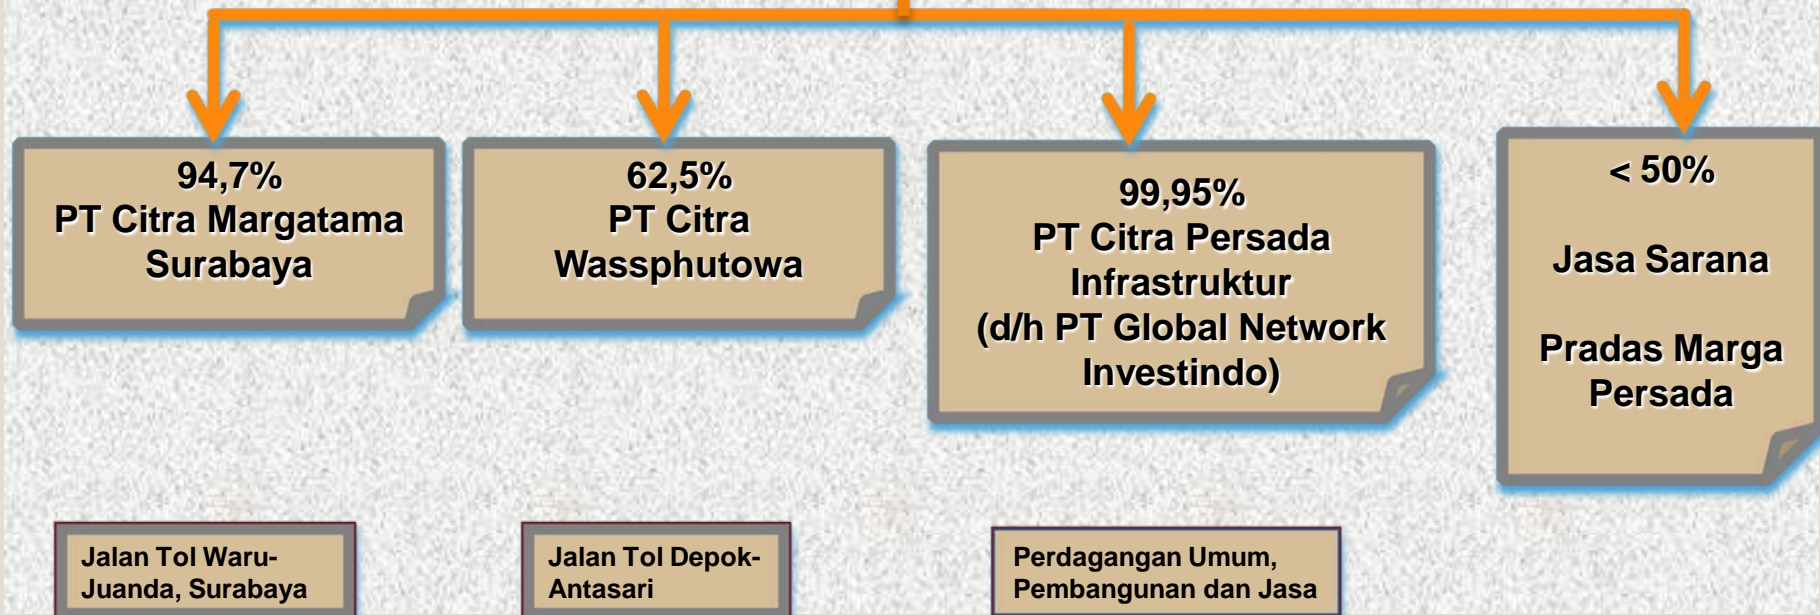 94,7%
PT Citra Margatama
Surabaya
62,5%
PT Citra
Wassphutowa
99,95%
PT Citra Persada
Infrastruktur
(d/h PT Global Network
Investindo)
< 50%
Jasa Sarana
Pradas Marga
Persada
Jalan Tol Waru-
Juanda, Surabaya
Jalan Tol Depok-
Antasari
Perdagangan Umum,
Pembangunan dan Jasa